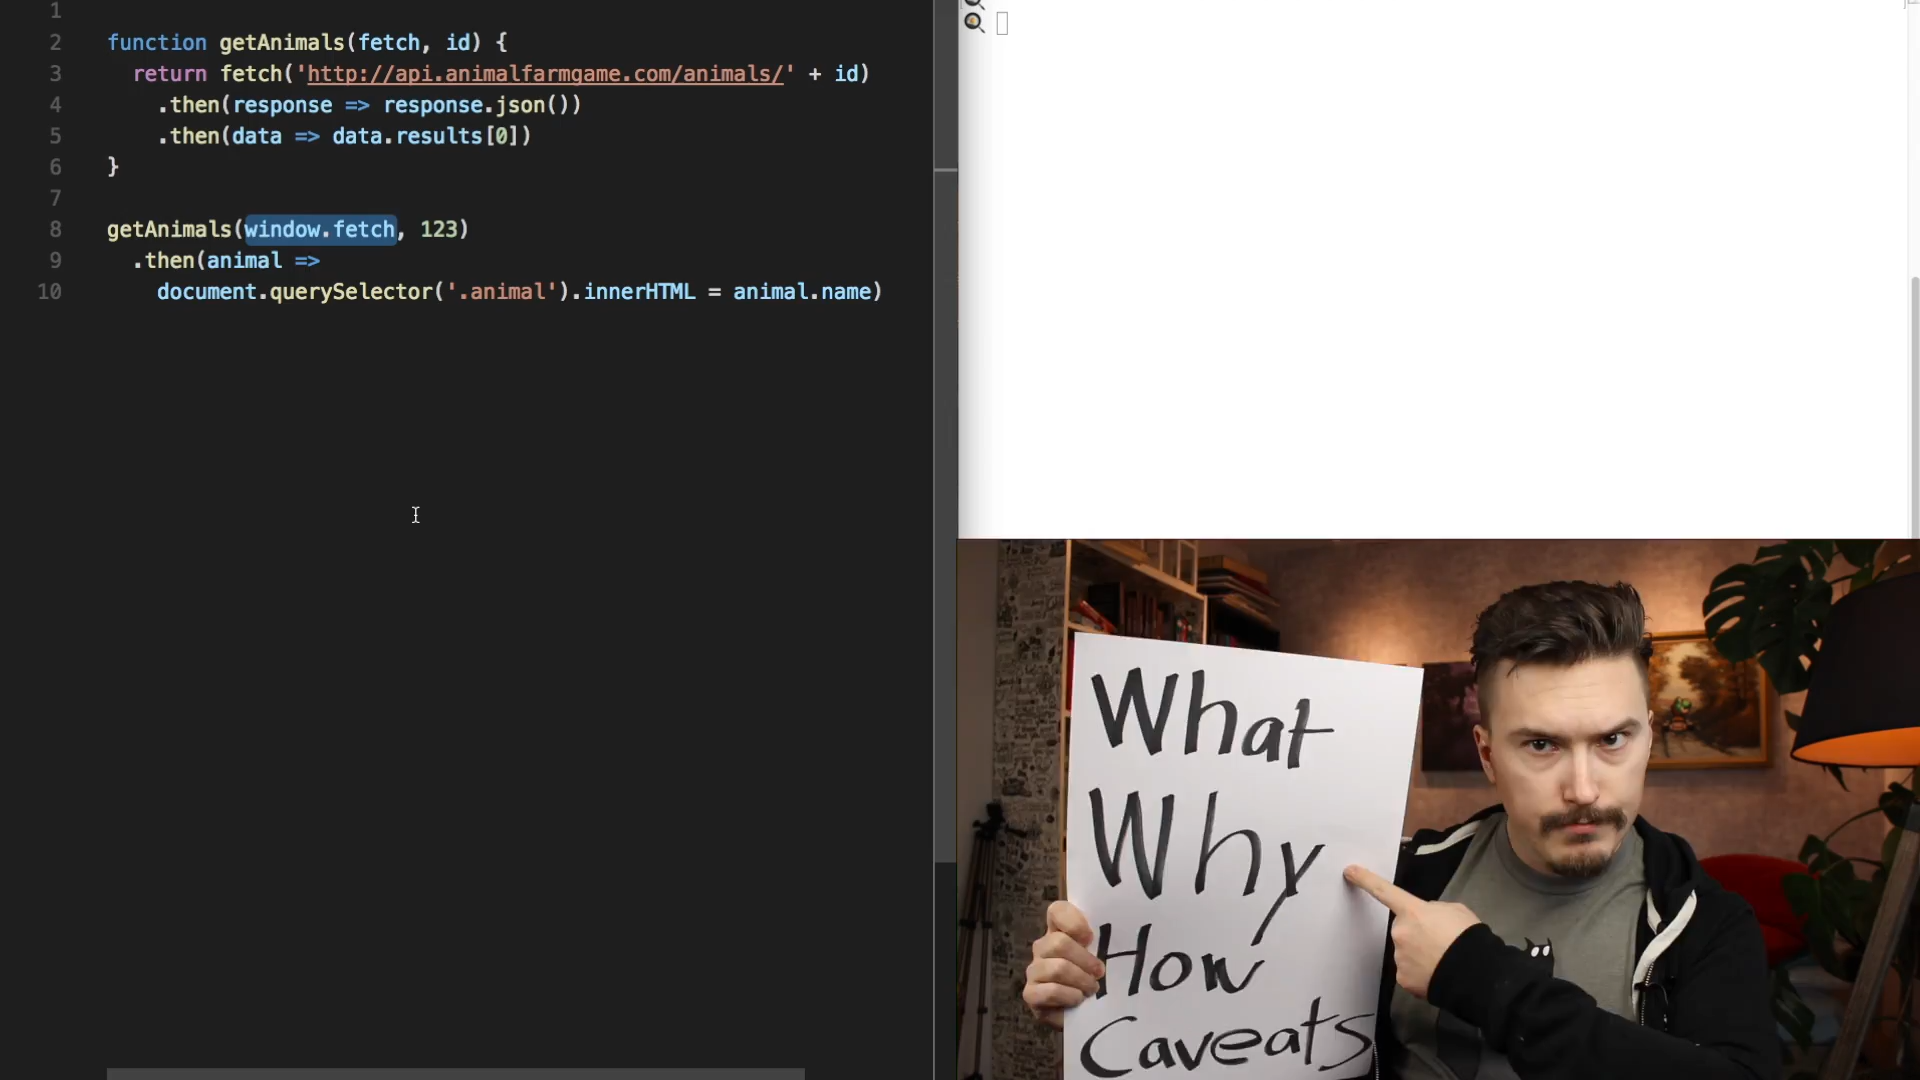 1
2 function getAnimals(fetch, id) {
3 return fetch('http://api.animalfarmgame.com/animals/' + id)
4 .then(response => response.json())
5 .then(data => data.results[0])
6 }
7
8 getAnimals(window.fetch, 123)
9 .then(animal =>
10 document.querySelector('.animal').innerHTML = animal.name)
What
Why
How
Caveats